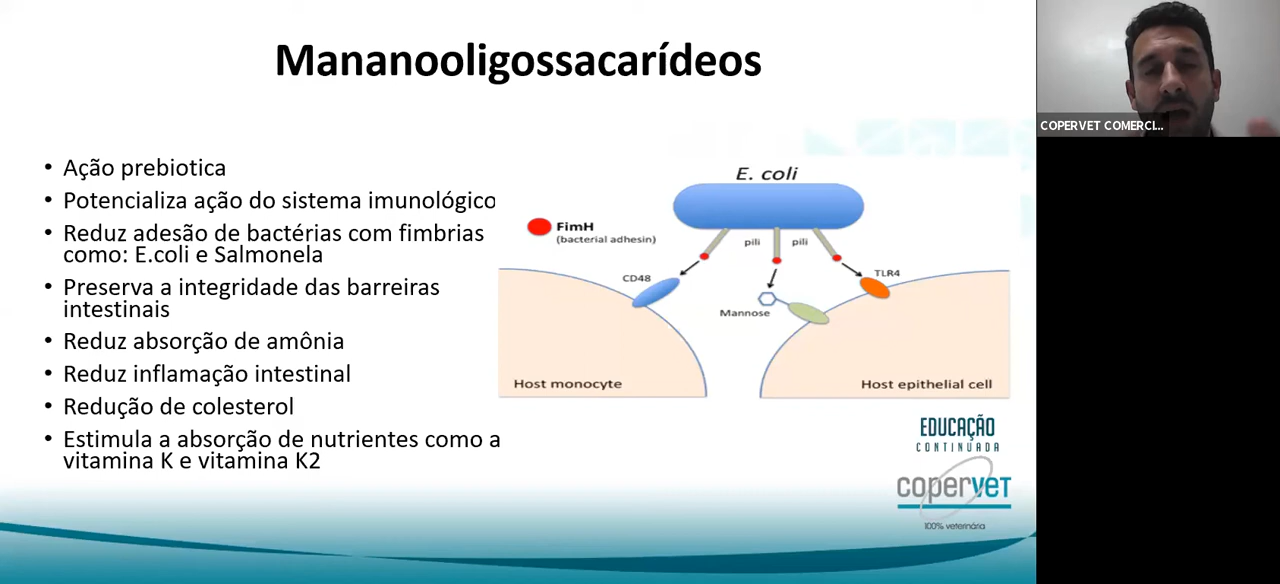 Mananooligossacarídeos
COPERVET COMERCI...
• Ação prebiotica
• Potencializa ação do sistema imunológico
• Reduz adesão de bactérias com fimbrias
como: E.coli e Salmonela
• Preserva a integridade das barreiras
intestinais
• Reduz absorção de amônia
• Reduz inflamação intestinal
• Redução de colesterol
• Estimula a absorção de nutrientes como a
vitamina K e vitamina K2
E. coli
FimH
(bacterial adhesin)
pili
pili
CD48
TLR4
Mannose
Host monocyte
Host epithelial cell
EDUCAÇÃO
CONTINUADA
copervet
100% veterinária